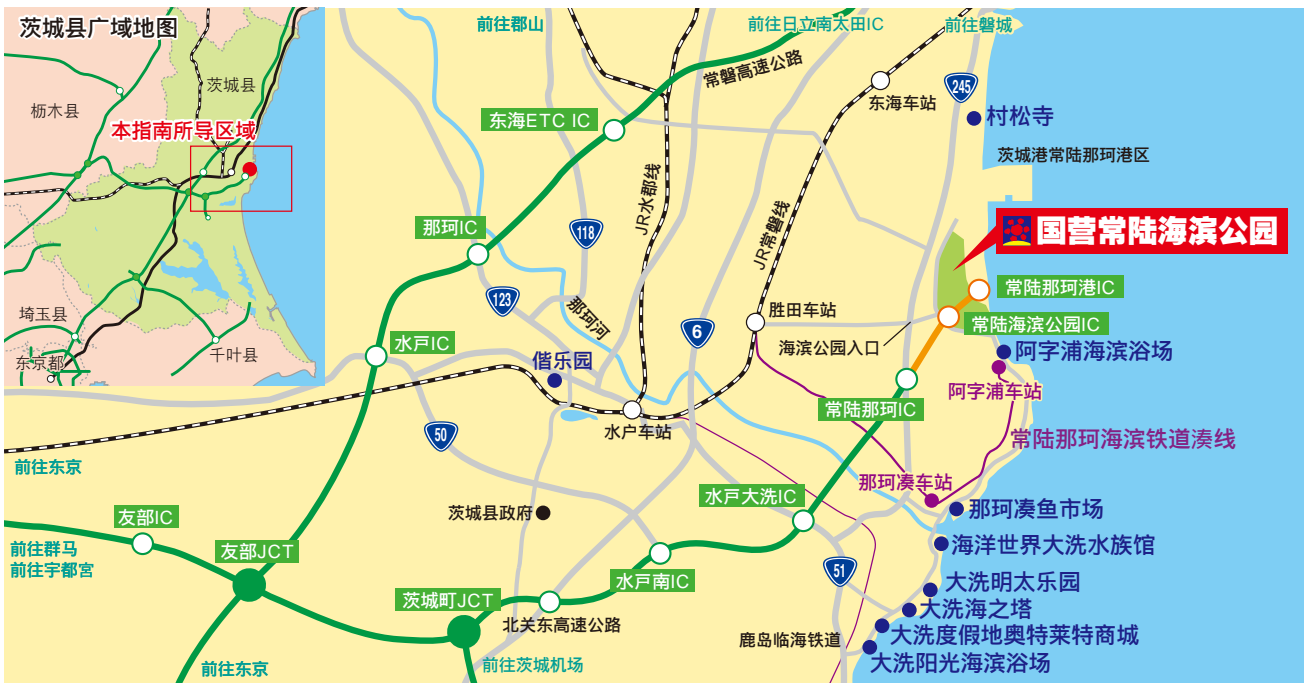 茨城县广域地图
茨城县
枥木县
本指南所导区域
埼玉县
千叶县
东京都
前往郡山
前往日立南太田IC
前往磐城
常磐高速公路
东海车站
245
村松寺
东海ETC IC
茨城港常陆那珂港区
JR水郡线
JR常磐线
国营常陆海滨公园
那珂IC
118
123
那珂河
常陆那珂港IC
胜田车站
常陆海滨公园IC
6
水戸IC
海滨公园入口
阿字浦海滨浴场
偕乐园
阿字浦车站
常陆那珂IC
水户车站
50
常陆那珂海滨铁道湊线
前往东京
那珂凑车站
水戸大洗IC
友部IC
茨城县政府
那珂凑鱼市场
前往群马
前往宇都宮
友部JCT
海洋世界大洗水族馆
水戸南IC
51
大洗明太乐园
茨城町JCT
大洗海之塔
北关东高速公路
鹿岛临海铁道
大洗度假地奥特莱特商城
前往东京
前往茨城机场
大洗阳光海滨浴场